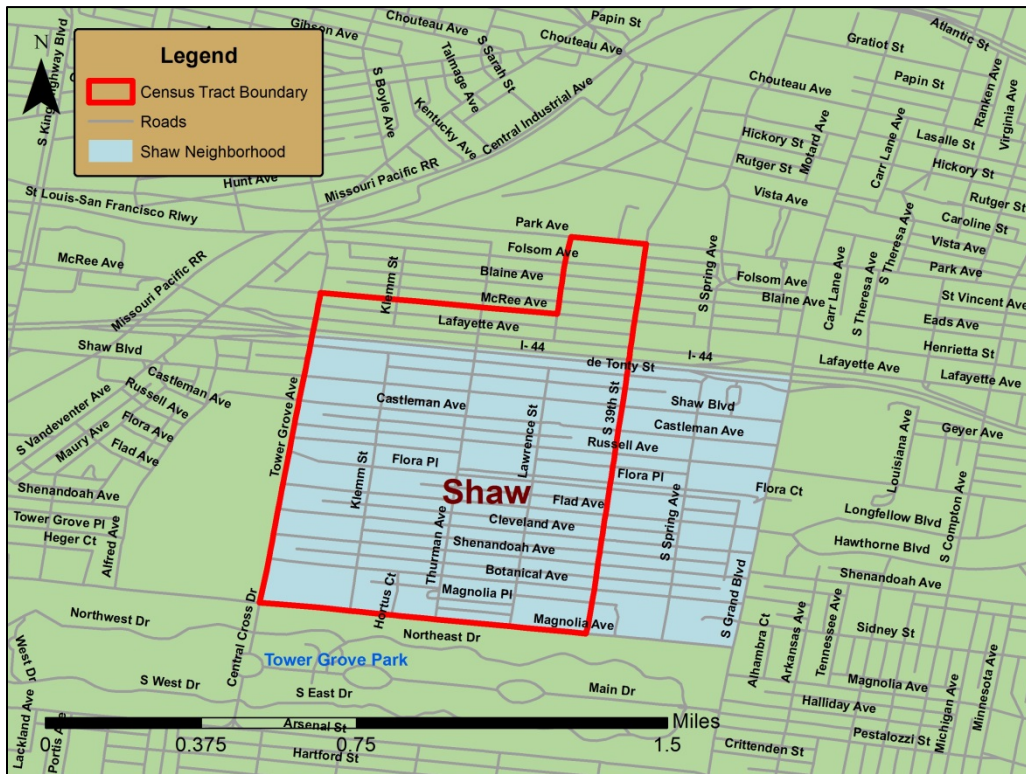 Gibson Ave
Chouteau Ave
Papin St
Atlantic St
N
Legend
Census Tract Boundary
Roads
Shaw Neighborhood
S Sarah St
Chouteau Ave
Talmage Ave
Gratiot St
S Boyle Ave
Kentucky Ave
Central Industrial Ave
Chouteau Ave
Papin St
Ranken Ave
Virginia Ave
Hickory St
Motard Ave
Lasalle St
Rutger St
Carr Lane Ave
Hickory St
Hunt Ave
Missouri Pacific RR
Vista Ave
Rutger St
St Louis-San Francisco Rlwy
Park Ave
Caroline St
S Theresa Ave
Vista Ave
McRee Ave
Missouri Pacific RR
Folsom Ave
Klemm St
Blaine Ave
McRee Ave
S Spring Ave
Folsom Ave
Blaine Ave
Carr Lane Ave
S Theresa Ave
Park Ave
St Vincent Ave
Eads Ave
Lafayette Ave
I- 44
I- 44
de Tonty St
Henrietta St
Shaw Blvd
Lafayette Ave
Lafayette Ave
Castleman Ave
Russell Ave
Flora Ave
Flad Ave
Maury Ave
S Vandeventer Ave
Tower Grove Ave
Castleman Ave
Lawrence St
S 39th St
Shaw Blvd
Castleman Ave
Russell Ave
Louisiana Ave
Geyer Ave
Flora Pl
Flora Pl
Klemm St
Shaw
Flad Ave
Flora Ct
S Compton Ave
Shenandoah Ave
Tower Grove Pl
Heger Ct
Alfred Ave
Thurman Ave
Cleveland Ave
S Spring Ave
Longfellow Blvd
Hawthorne Blvd
Shenandoah Ave
Botanical Ave
Shenandoah Ave
Hortus Ct
Magnolia Pl
Magnolia Ave
S Grand Blvd
Northwest Dr
Central Cross Dr
Northeast Dr
Alhambra Ct
Arkansas Ave
Tennessee Ave
Sidney St
West Dr
Tower Grove Park
S West Dr
S East Dr
Main Dr
Magnolia Ave
Michigan Ave
Minnesota Ave
Halliday Ave
Lackland Ave
Portis Ave
Arsenal St
Miles
Pestalozzi St
0
0.375
0.75
1.5
Hartford St
Crittenden St